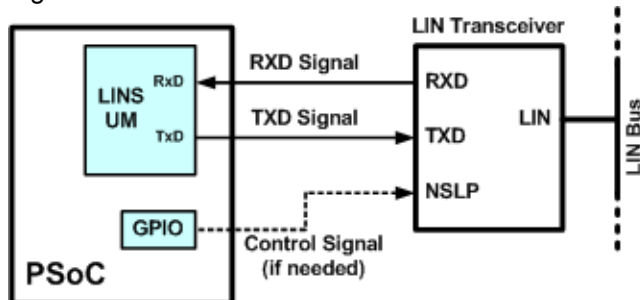 LIN Transceiver
RXD Signal
RxD
RXD
LINS
UM
LIN
TXD Signal
TxD
TXD
LIN Bus
NSLP
GPIO
Control Signal
(if needed)
PSoC